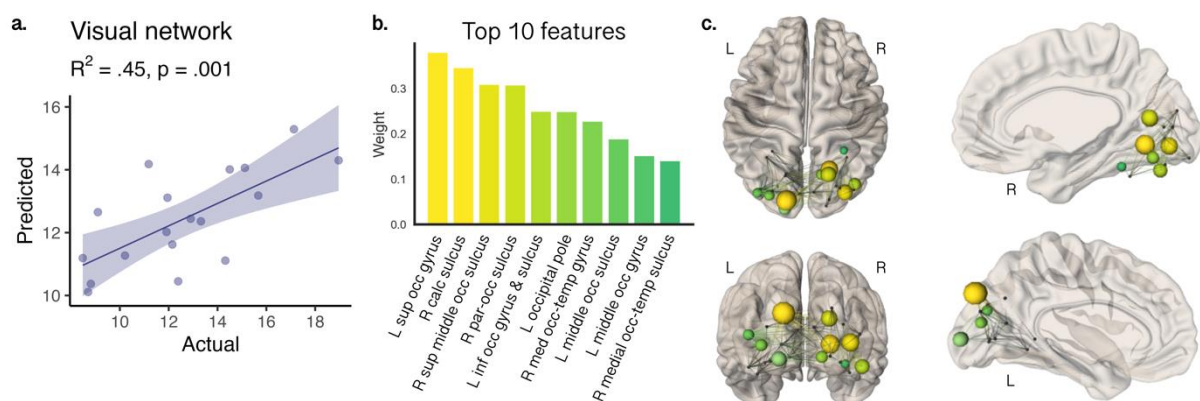 a.
Visual network
R² = .45, p = .001
Predicted
16
14
12
10
10 12 14 16 18
Actual
b.
Top 10 features
Weight
0.3
0.2
0.1
0.0
L sup occ gyrus
R calc sulcus
R sup middle occ sulcus
R par-occ sulcus
L inf occ gyrus & sulcus
L occipital pole
R med occ-temp gyrus
L middle occ sulcus
L middle occ gyrus
R medial occ-temp sulcus
c.
L R
R
L R
L